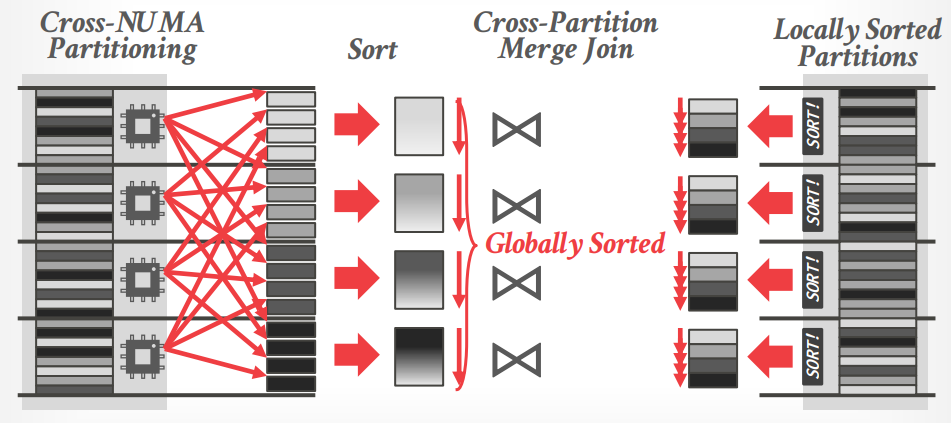 Cross-NUMA
Partitioning
Sort
Cross-Partition
Merge Join
Locally Sorted
Partitions
SORT!
SORT!
Globally Sorted
SORT!
SORT!